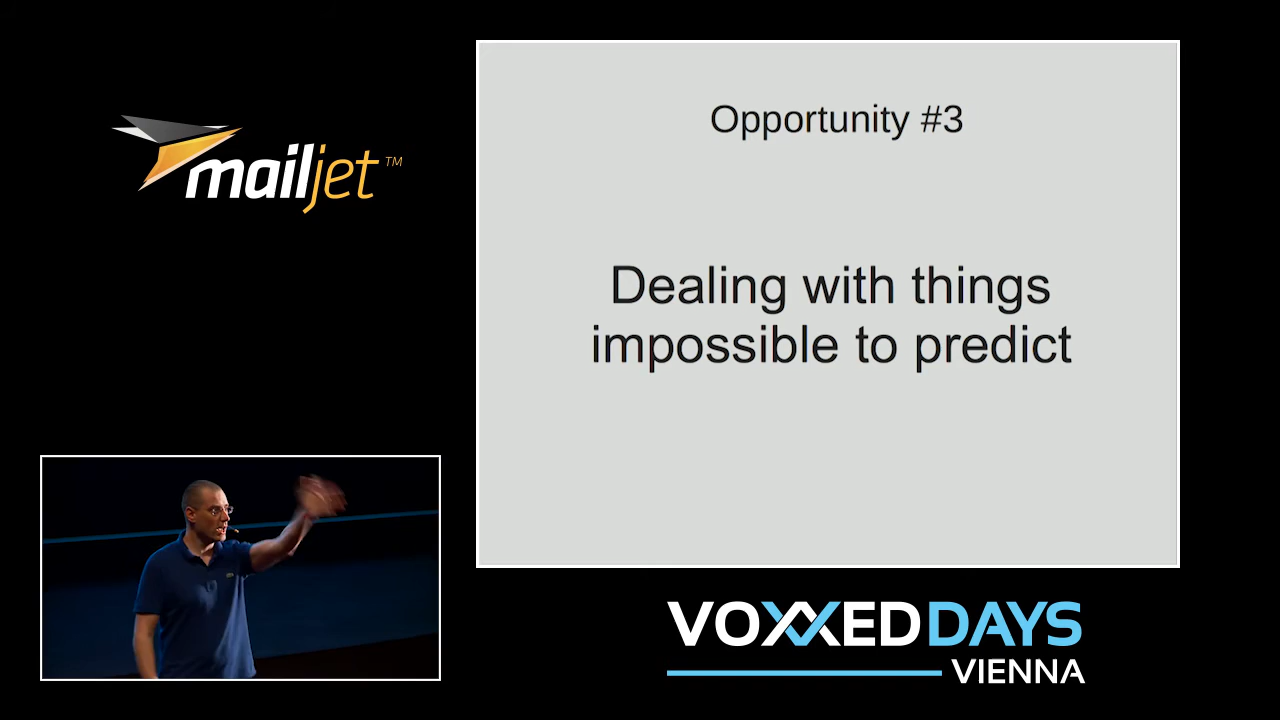 mailjet™
Opportunity #3
Dealing with things
impossible to predict
VOXXEDDAYS
VIENNA